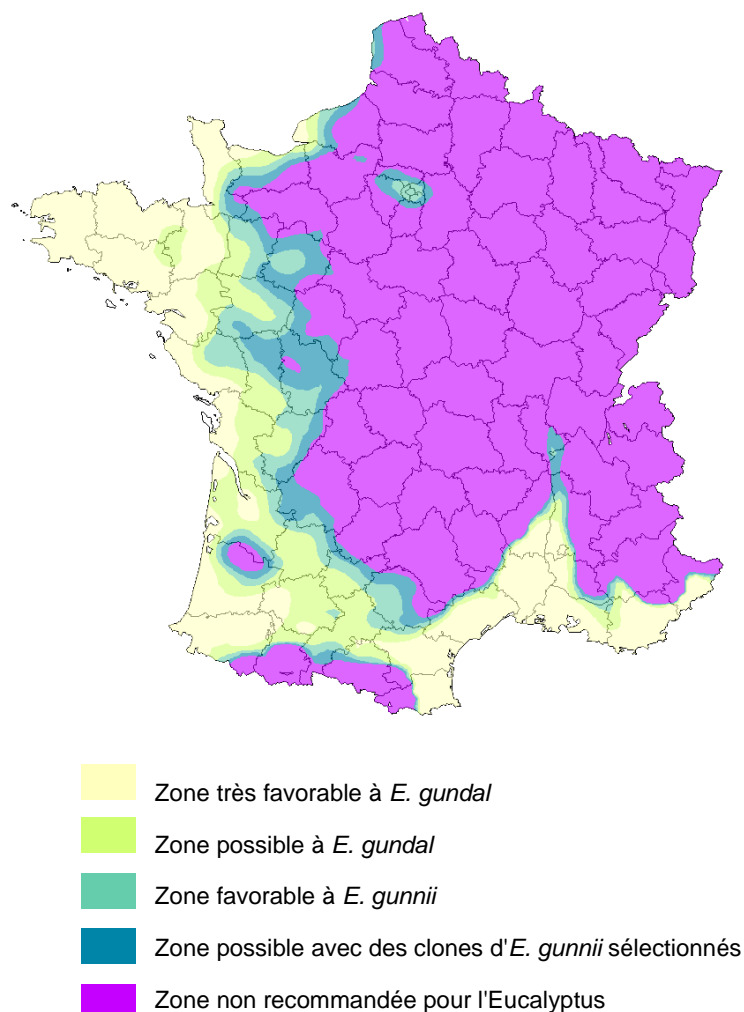 Zone très favorable à E. gundal
Zone possible à E. gundal
Zone favorable à E. gunnii
Zone possible avec des clones d'E. gunnii sélectionnés
Zone non recommandée pour l'Eucalyptus